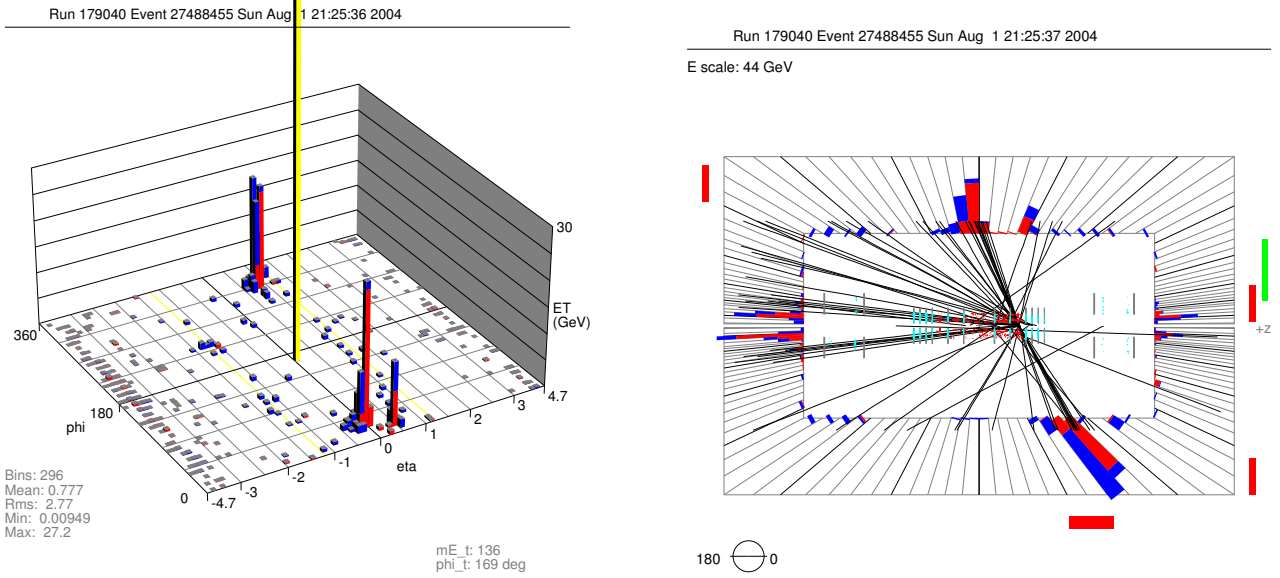 Run 179040 Event 27488455 Sun Aug 1 21:25:36 2004
30
ET
(GeV)
360
180
phi
0
-4.7
-3
-2
-1
0
eta
1
2
3
4.7
Bins: 296
Mean: 0.777
Rms: 2.77
Min: 0.00949
Max: 27.2
mE_t: 136
phi_t: 169 deg
Run 179040 Event 27488455 Sun Aug 1 21:25:37 2004
E scale: 44 GeV
+z
180
0